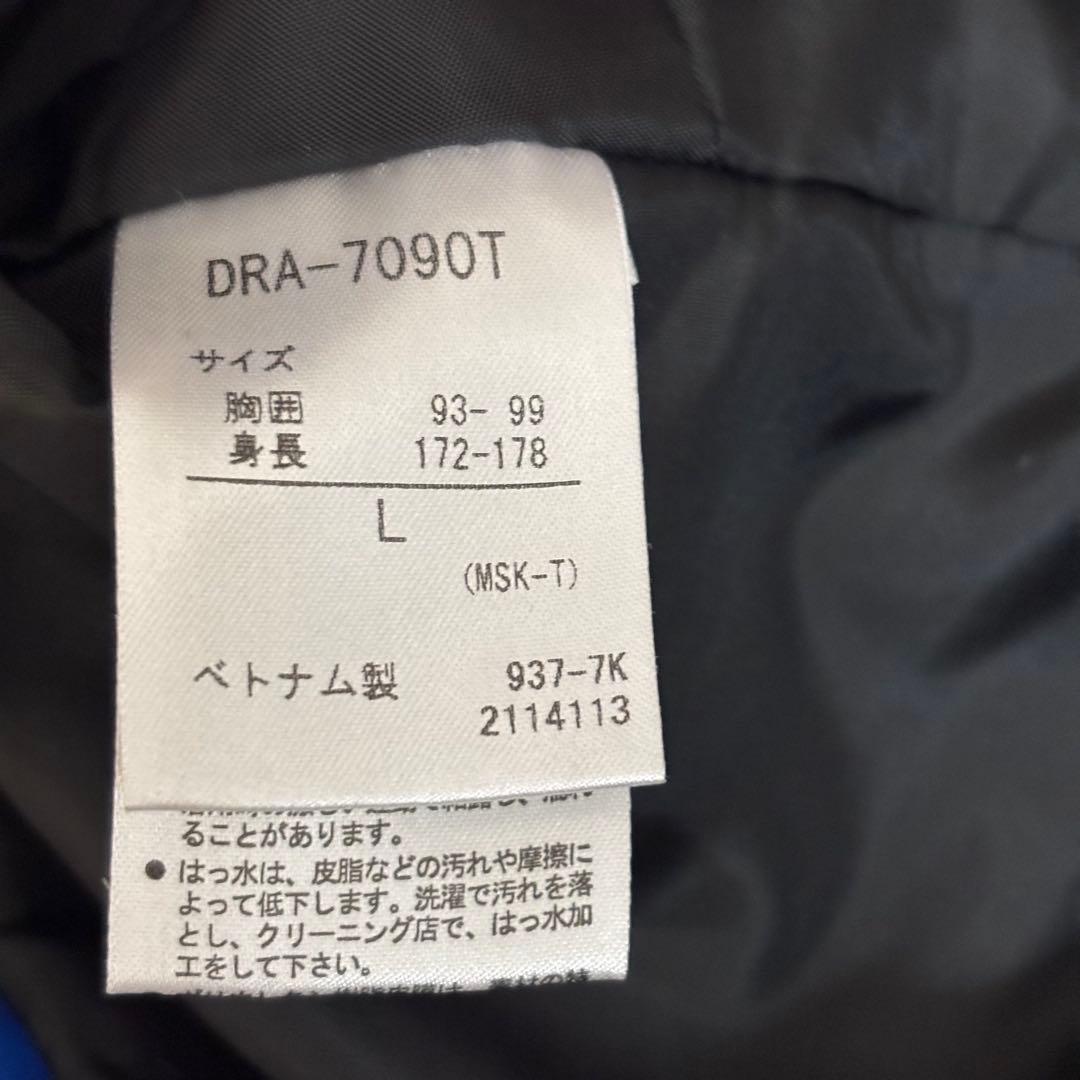 DRA-7090T
サイズ
胸囲 93- 99
身長 172-178
L
(MSK-T)
ベトナム製 937-7K
2114113
ることがあります。
● はっ水は、皮脂などの汚れや摩擦に
よって低下します。洗濯で汚れを落
とし、クリーニング店で、はっ水加
工をして下さい。